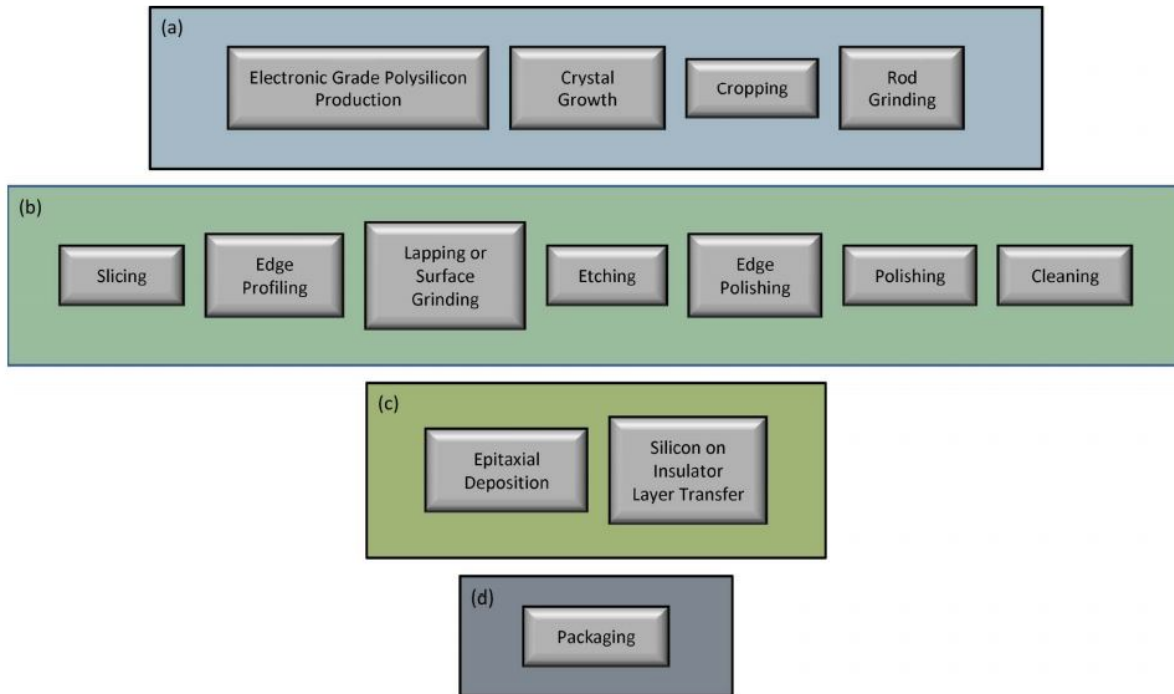 (a)
Electronic Grade Polysilicon
Production
Crystal
Growth
Cropping
Rod
Grinding
(b)
Slicing
Edge
Profiling
Lapping or
Surface
Grinding
Etching
Edge
Polishing
Polishing
Cleaning
(c)
Epitaxial
Deposition
Silicon on
Insulator
Layer Transfer
(d)
Packaging